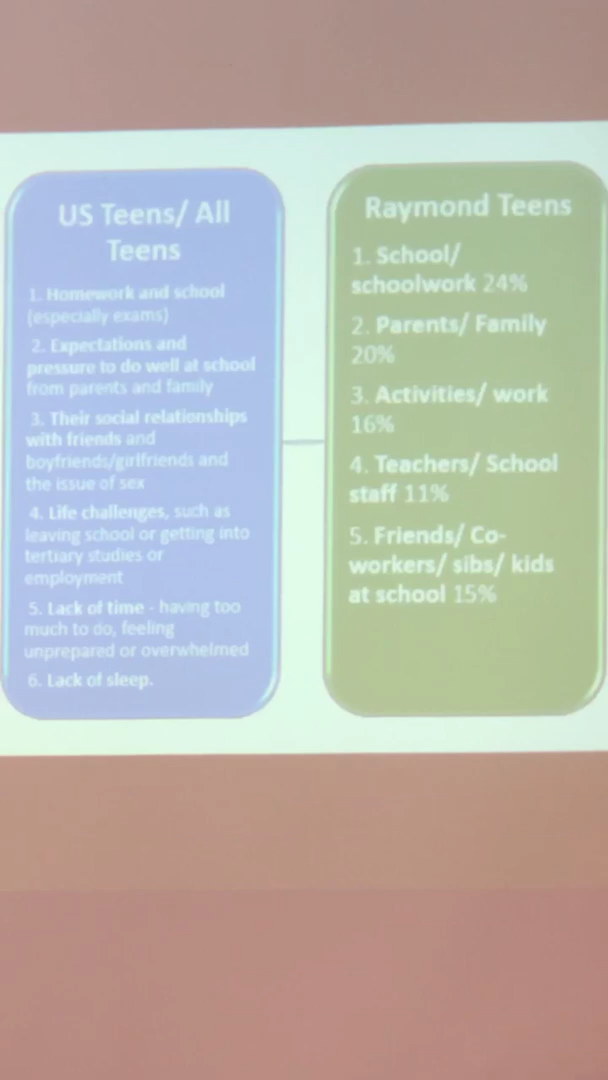 US Teens/ All
Teens
1. Homework and school
(especially exams)
2. Expectations and
pressure to do well at school
from parents and family
3. Their social relationships
with friends and
boyfriends/girlfriends and
the issue of sex
4. Life challenges, such as
leaving school or getting into
tertiary studies or
employment
5. Lack of time - having too
much to do, feeling
unprepared or overwhelmed
6. Lack of sleep.
Raymond Teens
1. School/
schoolwork 24%
2. Parents/ Family
20%
3. Activities/ work
16%
4. Teachers/ School
staff 11%
5. Friends/ Co-
workers/ sibs/ kids
at school 15%